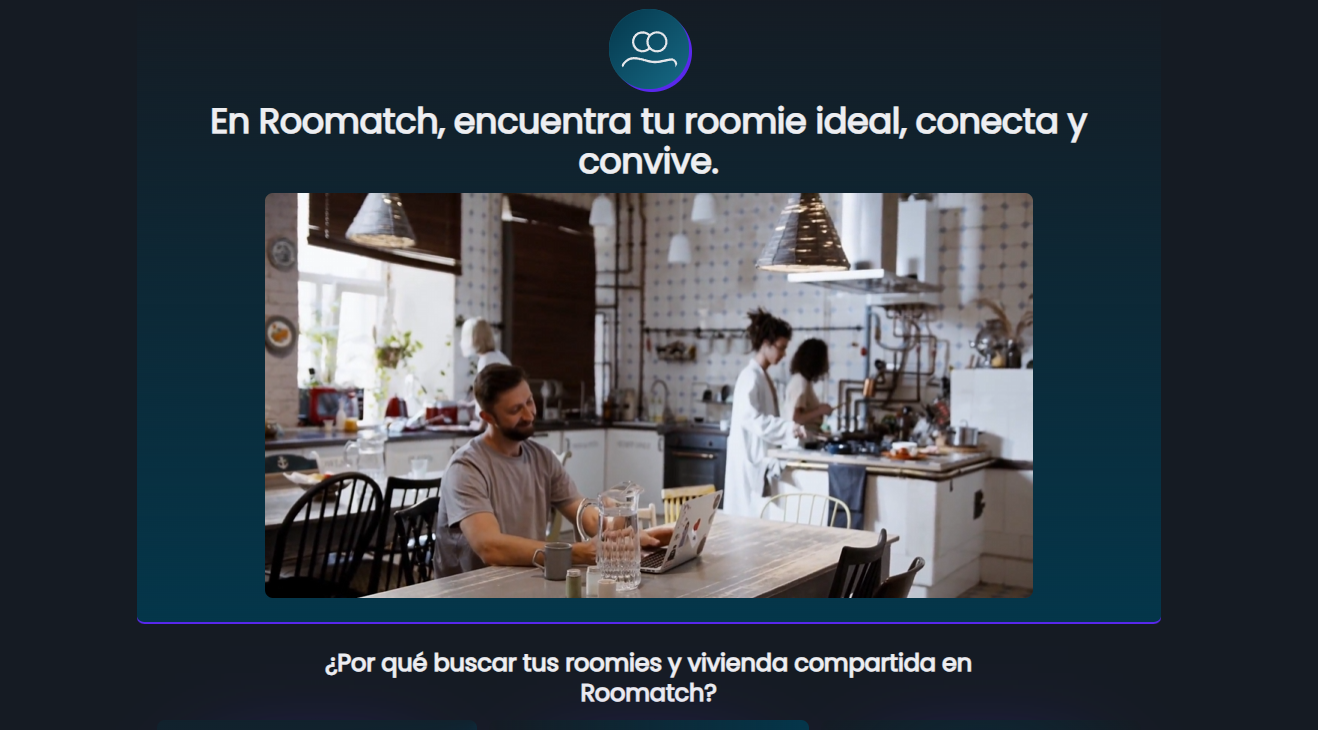 En Roomatch, encuentra tu roomie ideal, conecta y
convive.
¿Por qué buscar tus roomies y vivienda compartida en
Roomatch?